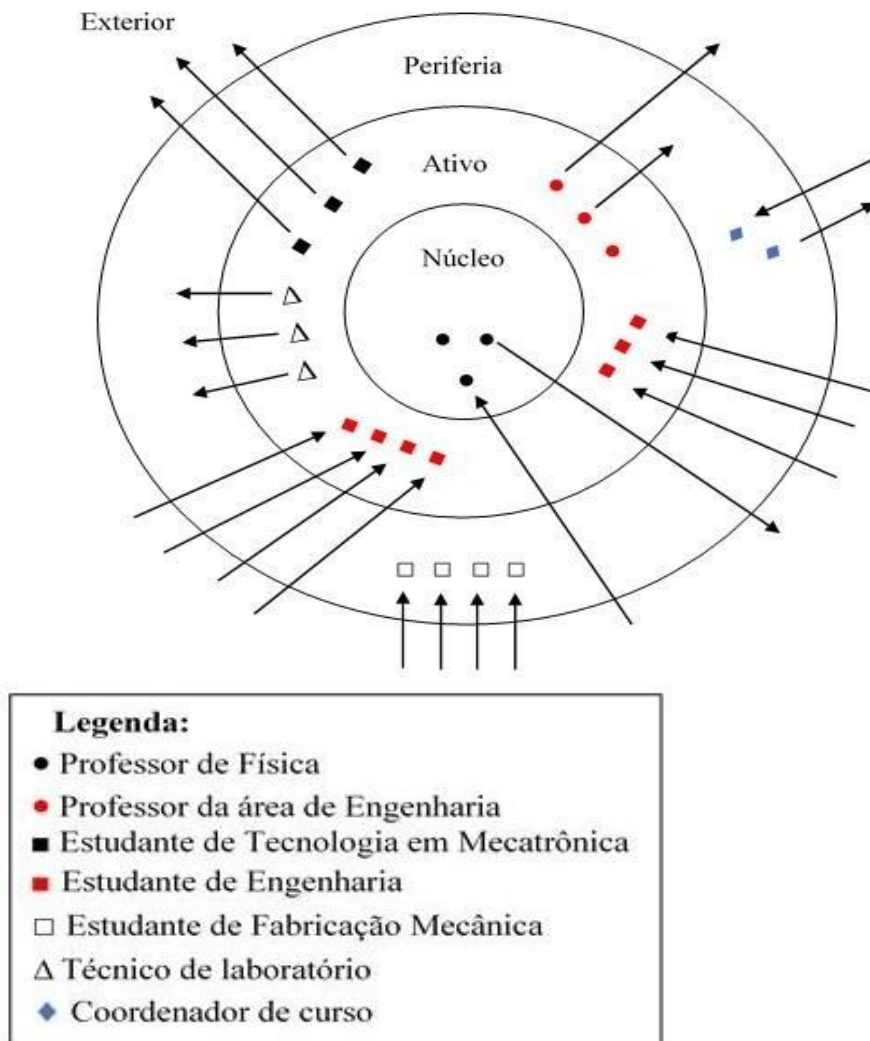 Exterior
Periferia
Ativo
Núcleo
Legenda:
Professor de Física
Professor da área de Engenharia
Estudante de Tecnologia em Mecatrônica
Estudante de Engenharia
Estudante de Fabricação Mecânica
Técnico de laboratório
Coordenador de curso